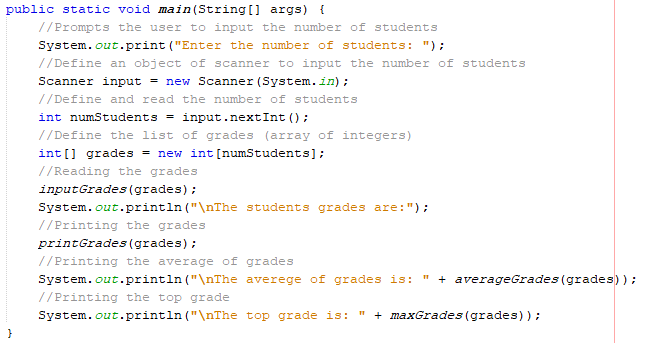 public static void main(String[] args) {
    //Prompts the user to input the number of students
    System.out.print("Enter the number of students: ");
    //Define an object of scanner to input the number of students
    Scanner input = new Scanner(System.in);
    //Define and read the number of students
    int numStudents = input.nextInt();
    //Define the list of grades (array of integers)
    int[] grades = new int[numStudents];
    //Reading the grades
    inputGrades(grades);
    System.out.println("\nThe students grades are:");
    //Printing the grades
    printGrades(grades);
    //Printing the average of grades
    System.out.println("\nThe averege of grades is: " + averageGrades(grades));
    //Printing the top grade
    System.out.println("\nThe top grade is: " + maxGrades(grades));
}